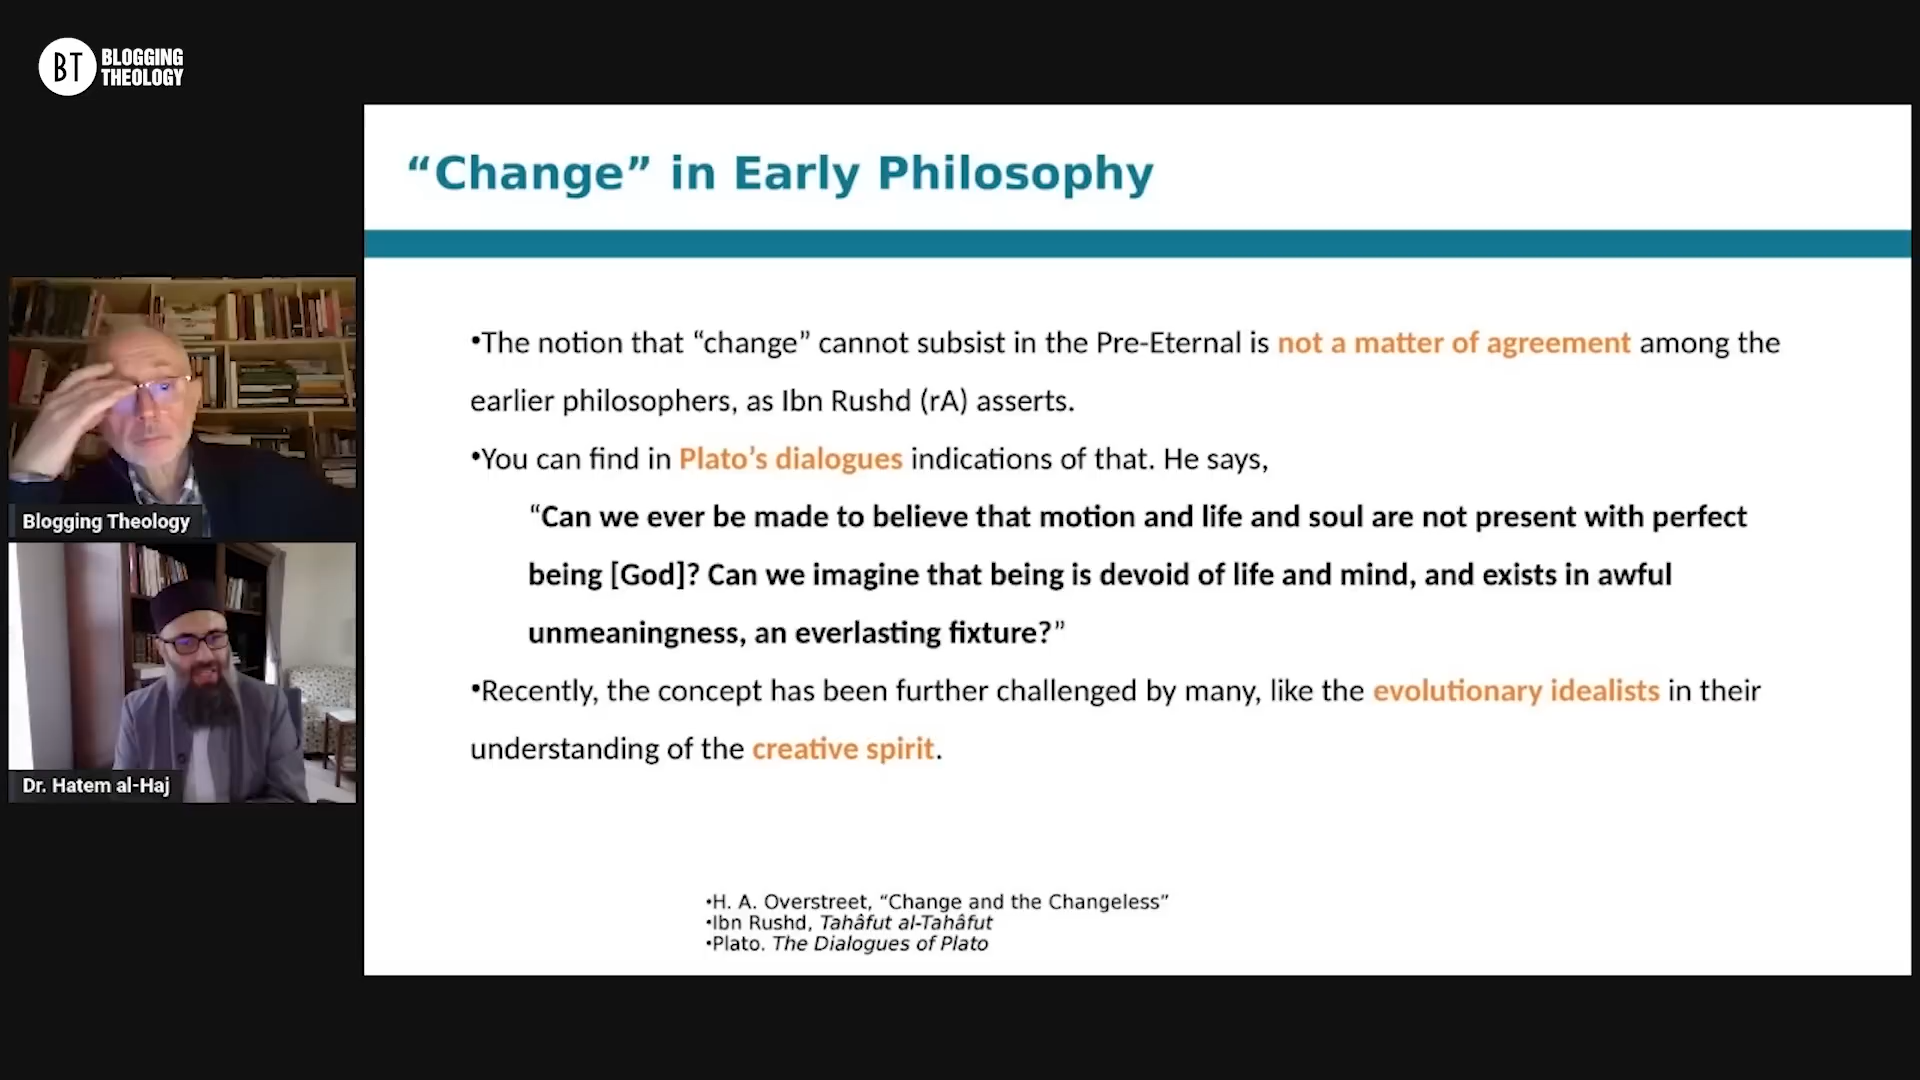 BT BLOGGING
THEOLOGY
“Change” in Early Philosophy
•The notion that “change” cannot subsist in the Pre-Eternal is not a matter of agreement among the
earlier philosophers, as Ibn Rushd (rA) asserts.
•You can find in Plato’s dialogues indications of that. He says,
“Can we ever be made to believe that motion and life and soul are not present with perfect
being [God]? Can we imagine that being is devoid of life and mind, and exists in awful
unmeaningness, an everlasting fixture?”
•Recently, the concept has been further challenged by many, like the evolutionary idealists in their
understanding of the creative spirit.
•H. A. Overstreet, “Change and the Changeless”
•Ibn Rushd, Tahâfut al-Tahâfut
•Plato. The Dialogues of Plato
Blogging Theology
Dr. Hatem al-Haj